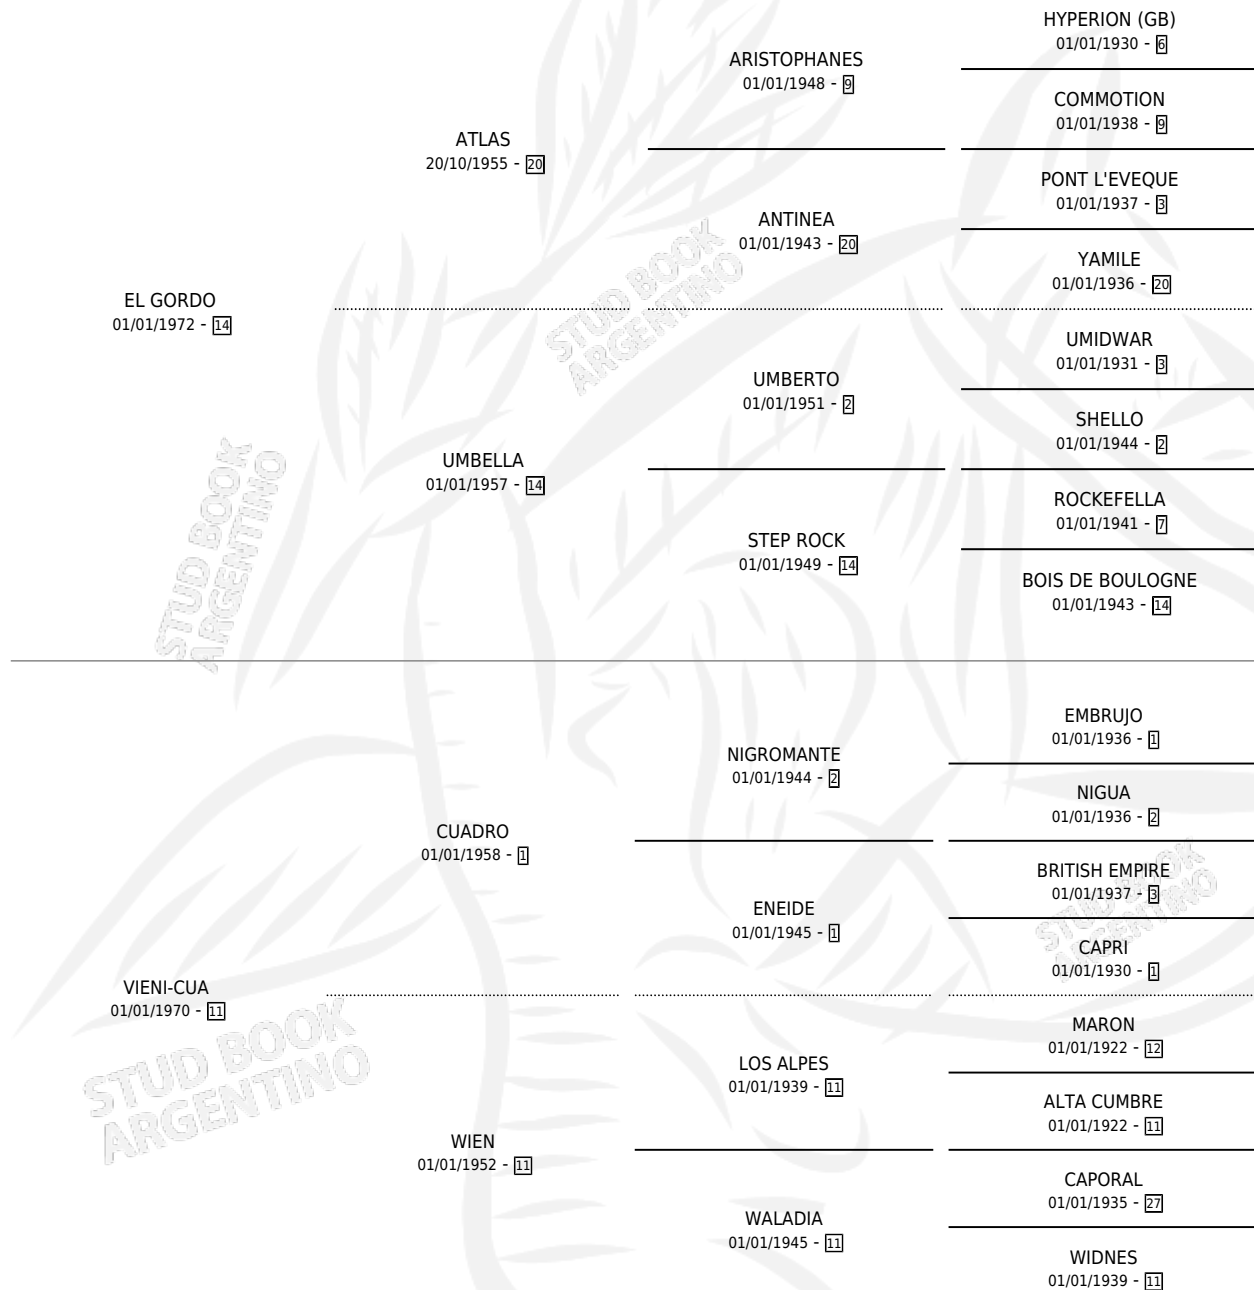 HYPERION (GB)
01/01/1930 - 6
ARISTOPHANES
01/01/1948 - 9
COMMOTION
01/01/1938 - 9
ATLAS
20/10/1955 - 20
PONT L'EVEQUE
01/01/1937 - 3
ANTINEA
01/01/1943 - 20
YAMILE
01/01/1936 - 20
EL GORDO
01/01/1972 - 14
UMIDWAR
01/01/1931 - 3
UMBERTO
01/01/1951 - 2
SHELLO
01/01/1944 - 2
UMBELLA
01/01/1957 - 14
ROCKEFELLA
01/01/1941 - 7
STEP ROCK
01/01/1949 - 14
BOIS DE BOULOGNE
01/01/1943 - 14
EMBRUJO
01/01/1936 - 1
NIGROMANTE
01/01/1944 - 2
NIGUA
01/01/1936 - 2
CUADRO
01/01/1958 - 1
BRITISH EMPIRE
01/01/1937 - 3
ENEIDE
01/01/1945 - 1
CAPRI
01/01/1930 - 1
VIENI-CUA
01/01/1970 - 11
MARON
01/01/1922 - 12
LOS ALPES
01/01/1939 - 11
ALTA CUMBRE
01/01/1922 - 11
WIEN
01/01/1952 - 11
CAPORAL
01/01/1935 - 27
WALADIA
01/01/1945 - 11
WIDNES
01/01/1939 - 11
STUD BOOK
ARGENTINO
STUD BOOK
ARGENTINO
STUD BOOK
ARGENTINO
STUD BOOK
ARGENTINO